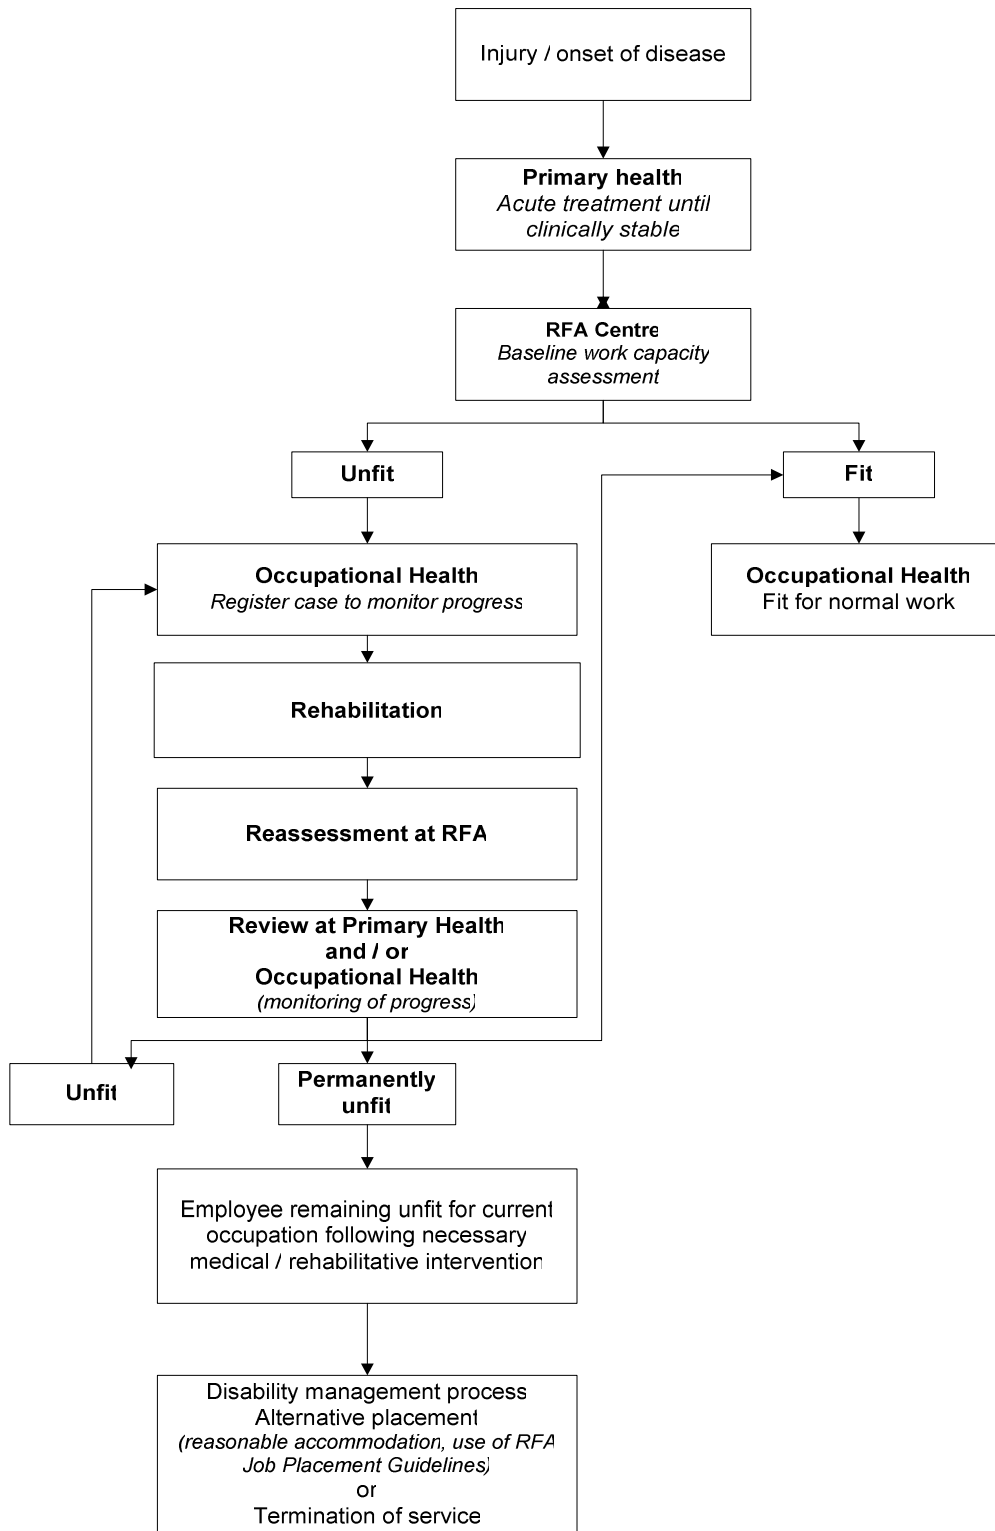 Injury / onset of disease
Primary health
Acute treatment until
clinically stable
RFA Centre
Baseline work capacity
assessment
Unfit
Fit
Occupational Health
Register case to monitor progress
Occupational Health
Fit for normal work
Rehabilitation
Reassessment at RFA
Review at Primary Health
and / or
Occupational Health
(monitoring of progress)
Unfit
Permanently
unfit
Employee remaining unfit for current
occupation following necessary
medical / rehabilitative intervention
Disability management process
Alternative placement
(reasonable accommodation, use of RFA
Job Placement Guidelines)
or
Termination of service